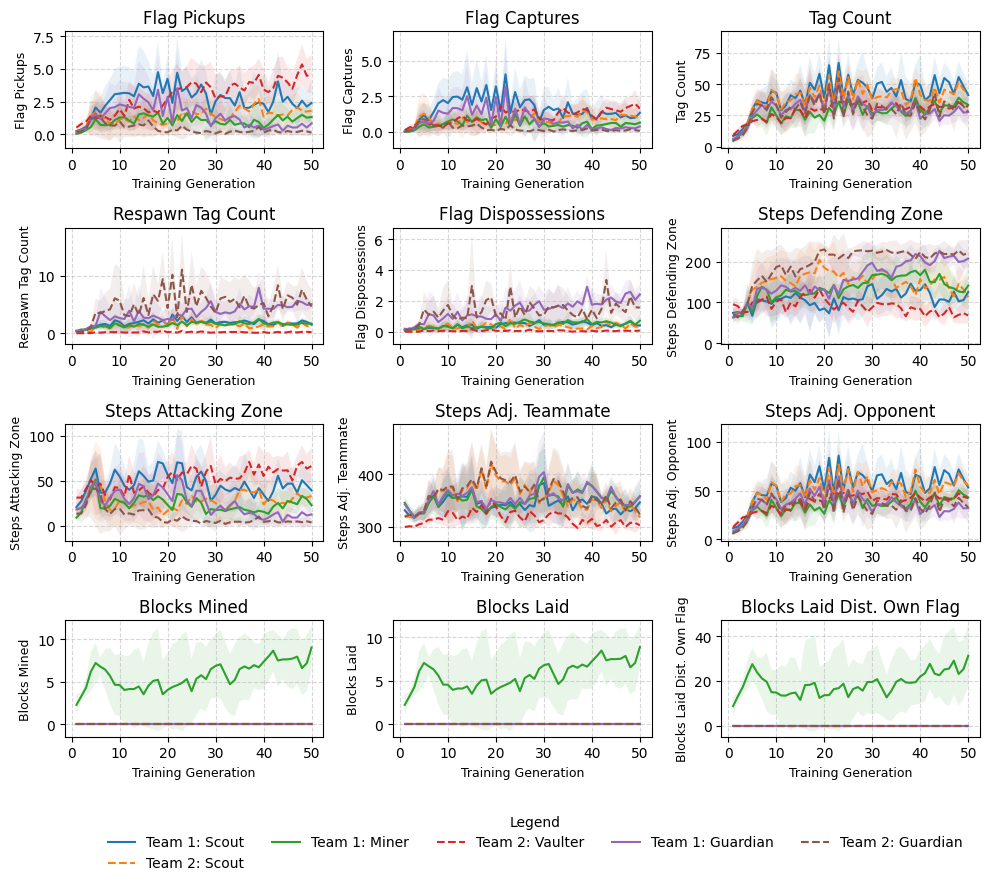 Flag Pickups
Flag Captures
Tag Count
Flag Pickups
7.5
5.0
2.5
0.0
0 10 20 30 40 50
Training Generation
Flag Captures
5.0
2.5
0.0
0 10 20 30 40 50
Training Generation
Tag Count
75
50
25
0
0 10 20 30 40 50
Training Generation
Respawn Tag Count
Flag Dispossessions
Steps Defending Zone
Respawn Tag Count
10
0
0 10 20 30 40 50
Training Generation
Flag Dispossessions
6
4
2
0
0 10 20 30 40 50
Training Generation
Steps Defending Zone
200
100
0
0 10 20 30 40 50
Training Generation
Steps Attacking Zone
Steps Adj. Teammate
Steps Adj. Opponent
Steps Attacking Zone
100
50
0
0 10 20 30 40 50
Training Generation
Steps Adj. Teammate
400
300
0 10 20 30 40 50
Training Generation
Steps Adj. Opponent
100
50
0
0 10 20 30 40 50
Training Generation
Blocks Mined
Blocks Laid
Blocks Laid Dist. Own Flag
Blocks Mined
10
5
0
0 10 20 30 40 50
Training Generation
Blocks Laid
10
5
0
0 10 20 30 40 50
Training Generation
Blocks Laid Dist. Own Flag
40
20
0
0 10 20 30 40 50
Training Generation
Legend
Team 1: Scout Team 1: Miner Team 2: Vaulter Team 1: Guardian Team 2: Guardian
Team 2: Scout